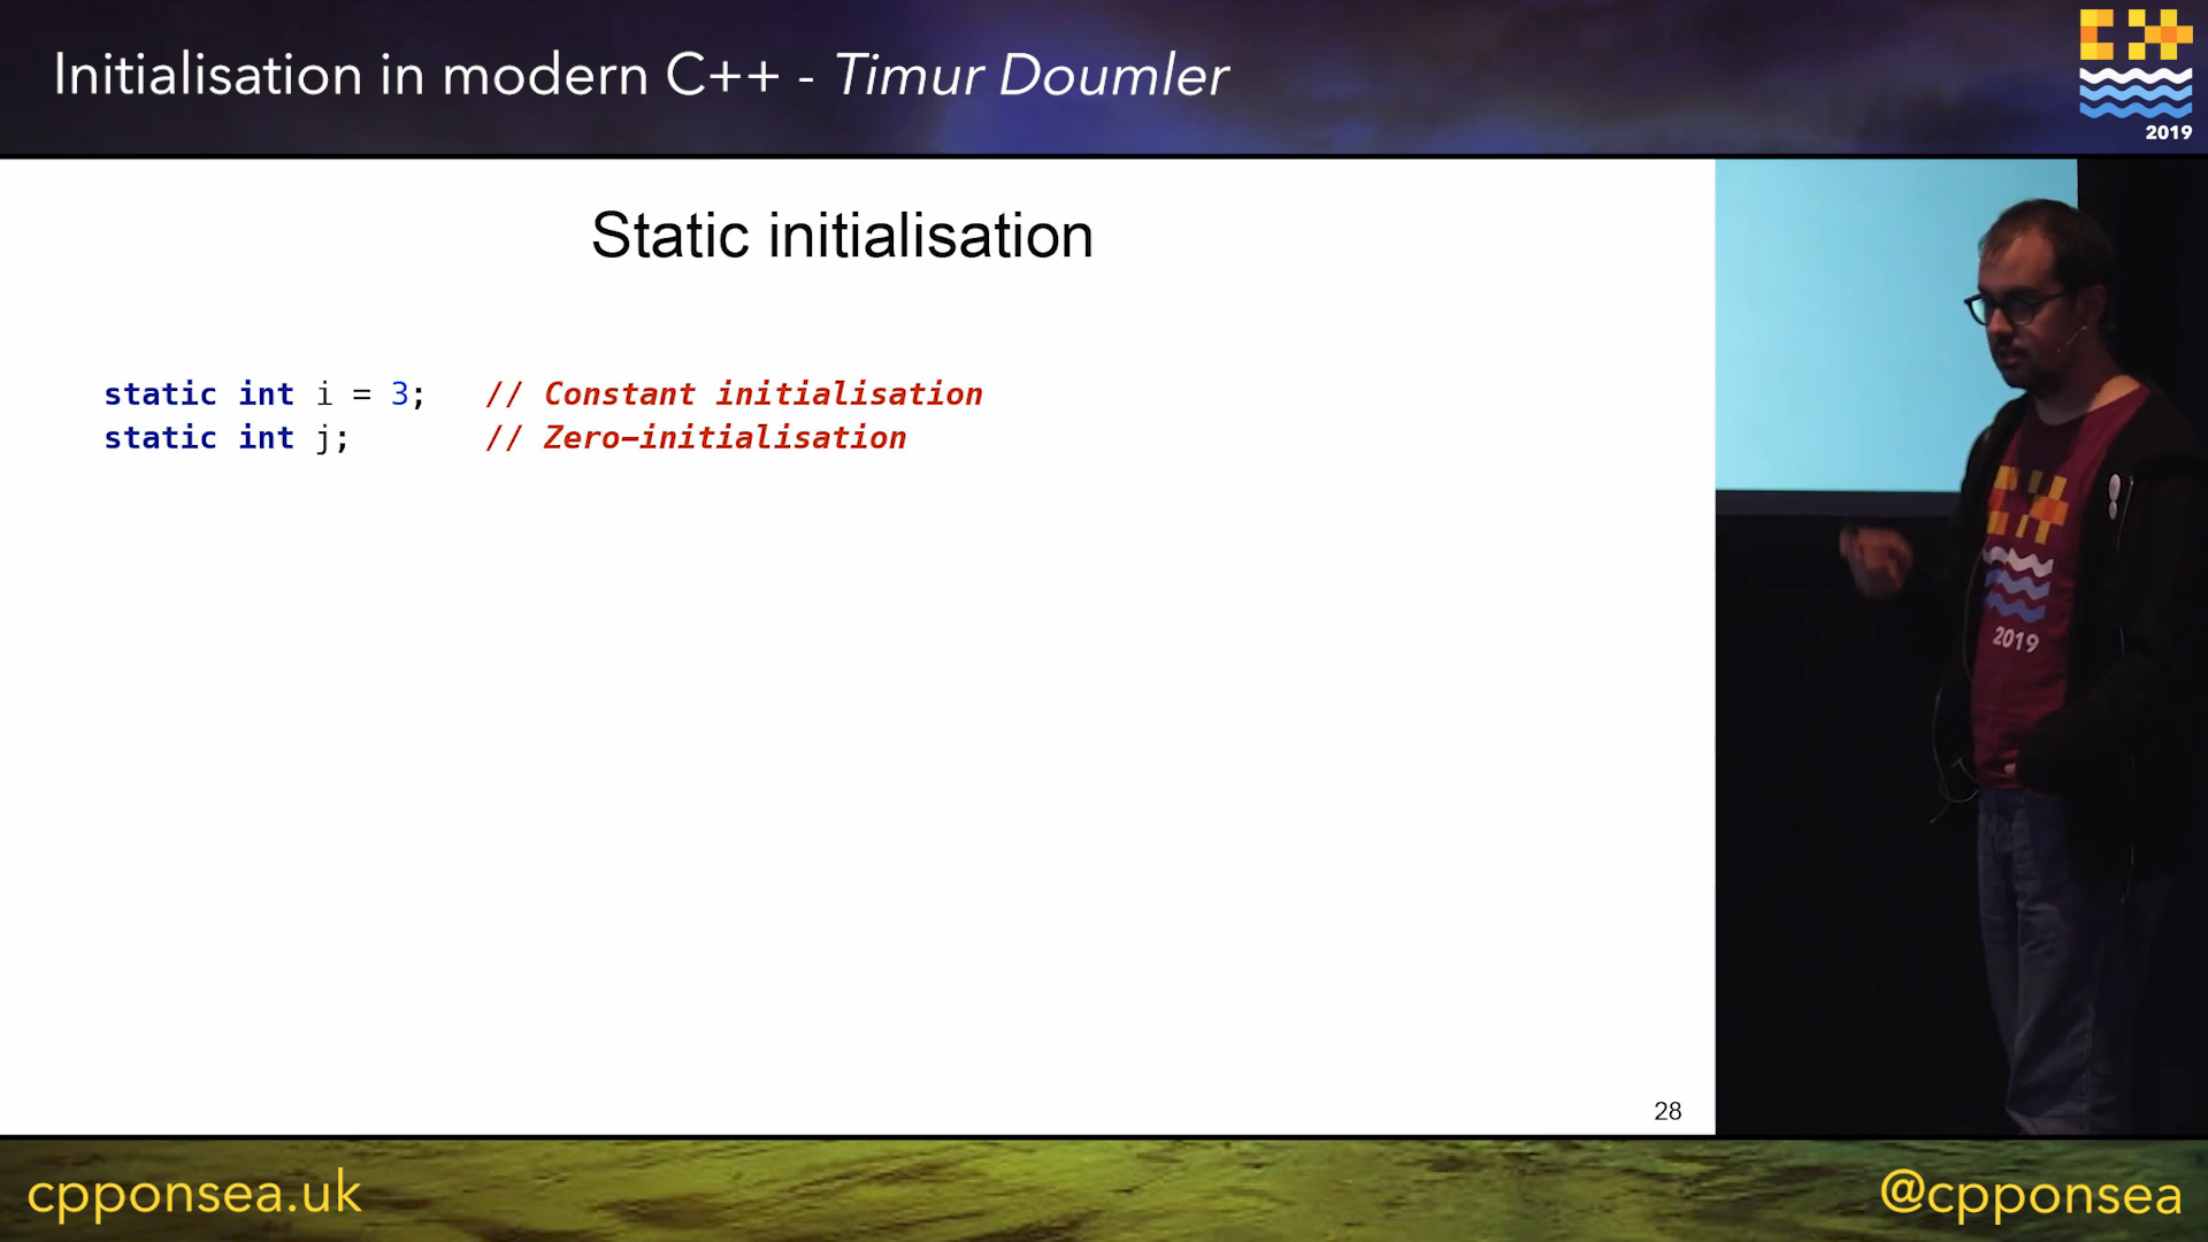 Initialisation in modern C++ - Timur Doumler
2019
Static initialisation
static int i = 3;   // Constant initialisation
static int j;       // Zero-initialisation
2019
28
cpponsea.uk
@cpponsea